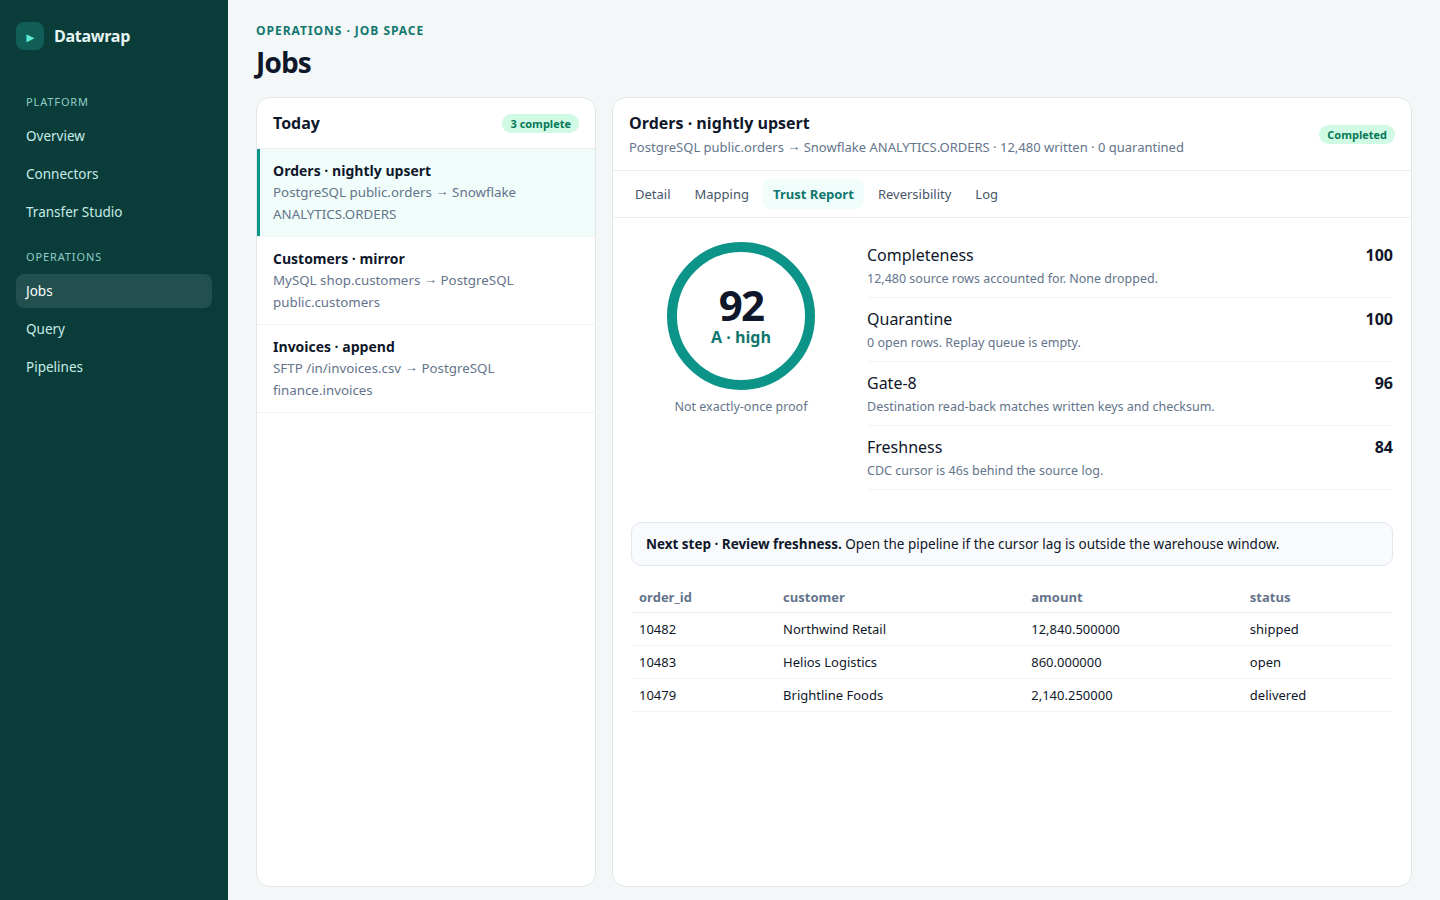 Datawrap
PLATFORM
Overview
Connectors
Transfer Studio
OPERATIONS
Jobs
Query
Pipelines
OPERATIONS · JOB SPACE
Jobs
Today
3 complete
Orders · nightly upsert
PostgreSQL public.orders → Snowflake
ANALYTICS.ORDERS
Customers · mirror
MySQL shop.customers → PostgreSQL
public.customers
Invoices · append
SFTP /in/invoices.csv → PostgreSQL
finance.invoices
Orders · nightly upsert
PostgreSQL public.orders → Snowflake ANALYTICS.ORDERS · 12,480 written · 0 quarantined
Completed
Detail Mapping Trust Report Reversibility Log
92
A · high
Not exactly-once proof
Completeness 100
12,480 source rows accounted for. None dropped.
Quarantine 100
0 open rows. Replay queue is empty.
Gate-8 96
Destination read-back matches written keys and checksum.
Freshness 84
CDC cursor is 46s behind the source log.
Next step · Review freshness. Open the pipeline if the cursor lag is outside the warehouse window.
order_id customer amount status
10482 Northwind Retail 12,840.500000 shipped
10483 Helios Logistics 860.000000 open
10479 Brightline Foods 2,140.250000 delivered